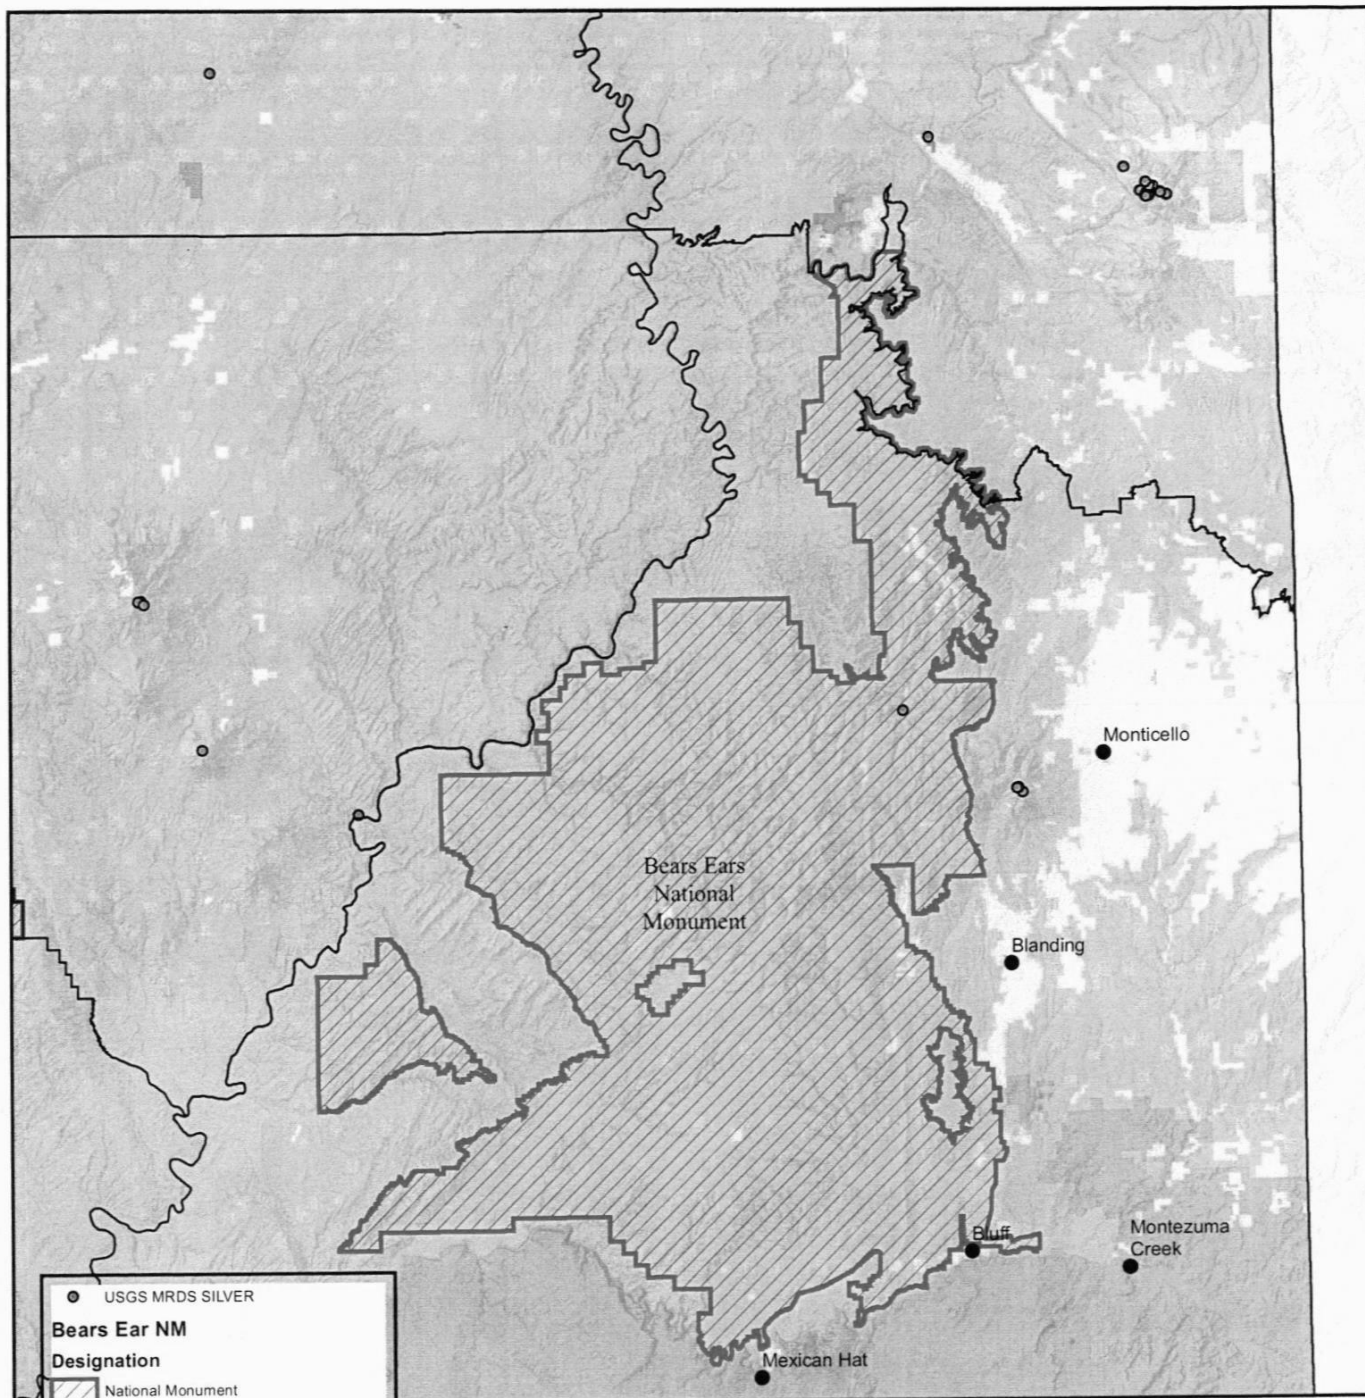 Monticello
Bears Ears
National
Monument
Blanding
Bluff
Montezuma
Creek
Mexican Hat
USGS MRDS SILVER
Bears Ear NM
Designation
National Monument